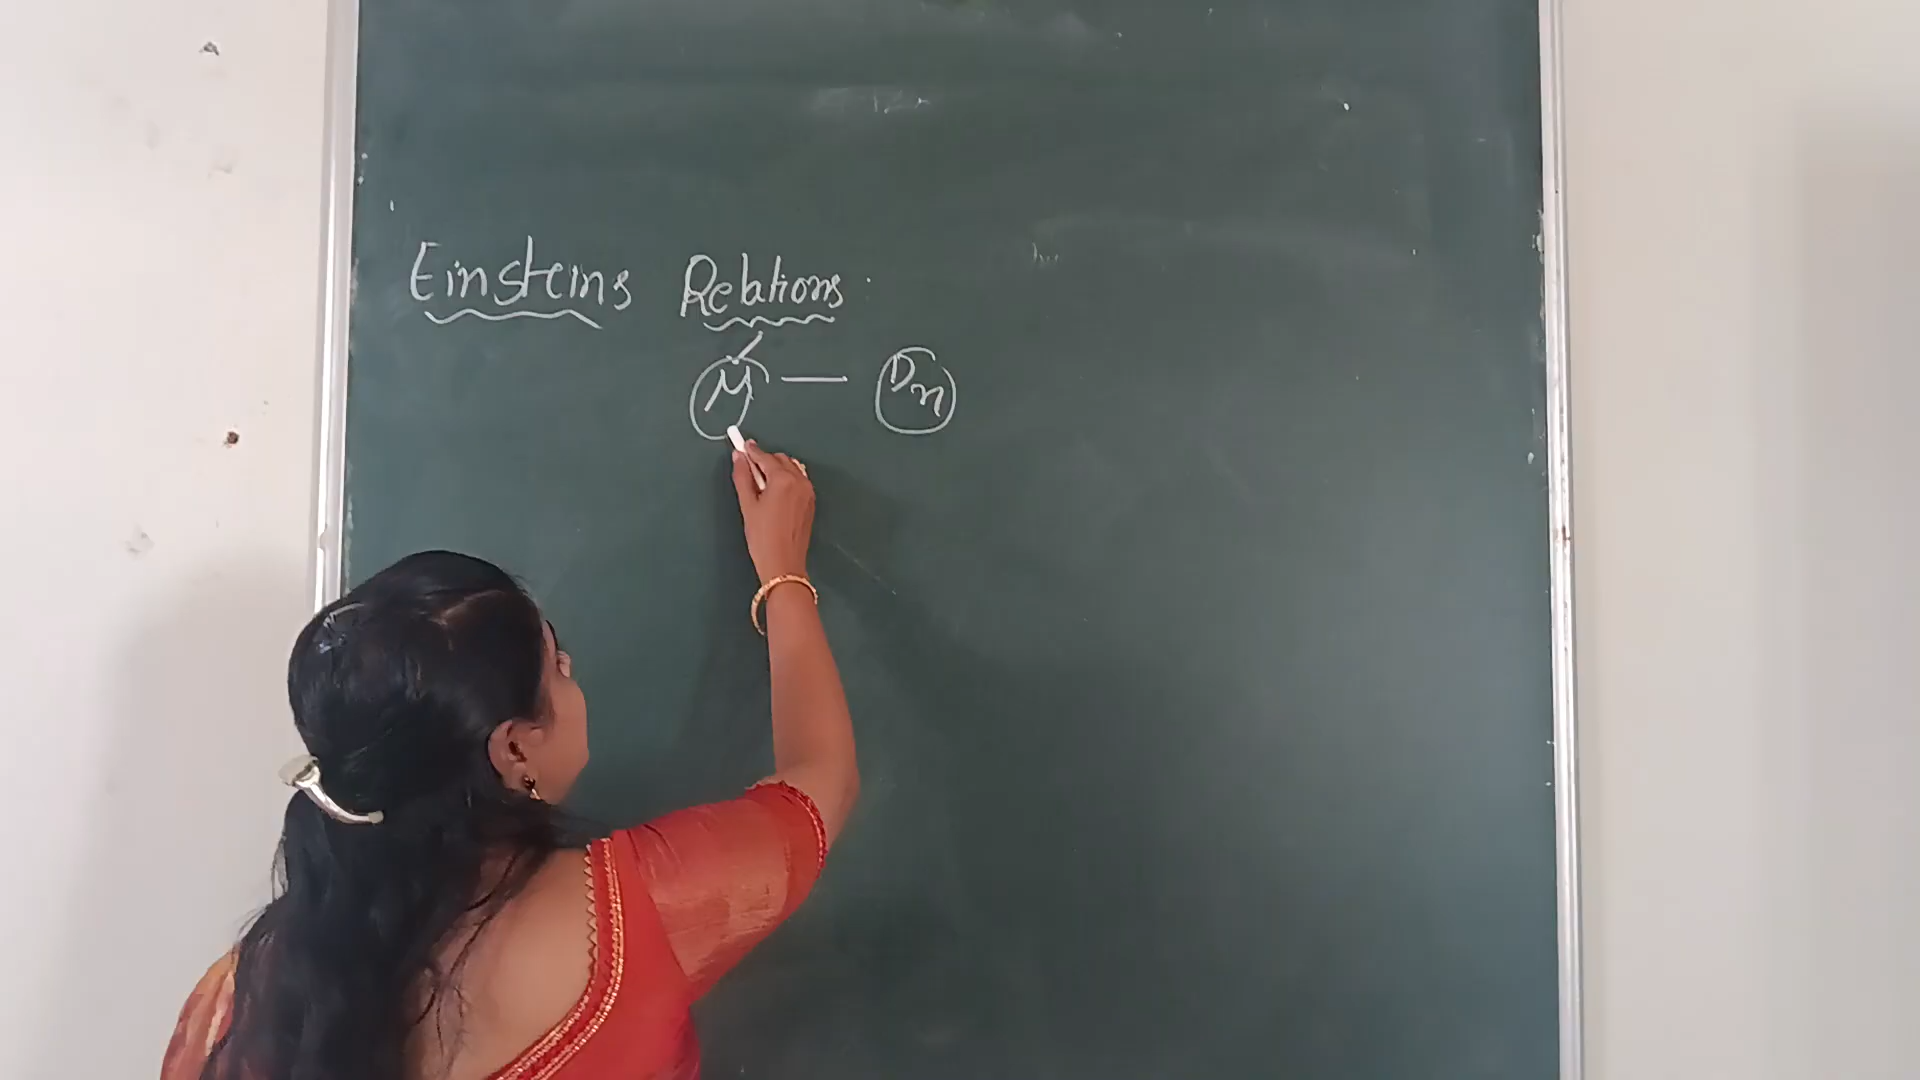 Einsteins Relations
μ — Dn